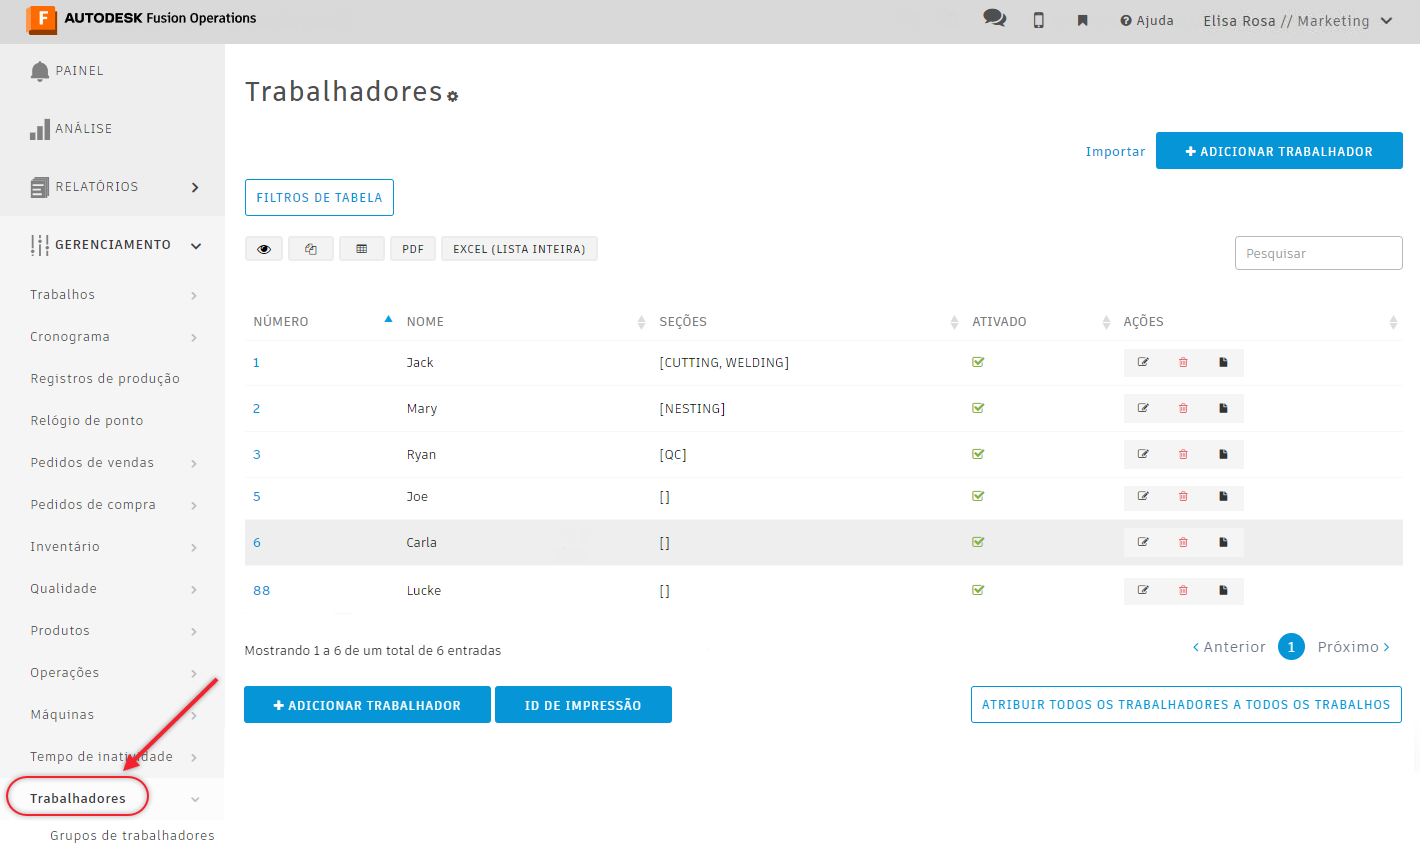 AUTODESK Fusion Operations
Ajuda
Elisa Rosa // Marketing
PAINEL
ANÁLISE
RELATÓRIOS
GERENCIAMENTO
Trabalhos
Cronograma
Registros de produção
Relógio de ponto
Pedidos de vendas
Pedidos de compra
Inventário
Qualidade
Produtos
Operações
Máquinas
Tempo de inatividade
Trabalhadores
Grupos de trabalhadores
Trabalhadores
Importar
+ ADICIONAR TRABALHADOR
FILTROS DE TABELA
PDF
EXCEL (LISTA INTEIRA)
Pesquisar
NÚMERO NOME SEÇÕES ATIVADO AÇÕES
1 Jack [CUTTING, WELDING]
2 Mary [NESTING]
3 Ryan [QC]
5 Joe []
6 Carla []
88 Lucke []
Mostrando 1 a 6 de um total de 6 entradas
< Anterior 1 Próximo >
+ ADICIONAR TRABALHADOR
ID DE IMPRESSÃO
ATRIBUIR TODOS OS TRABALHADORES A TODOS OS TRABALHOS